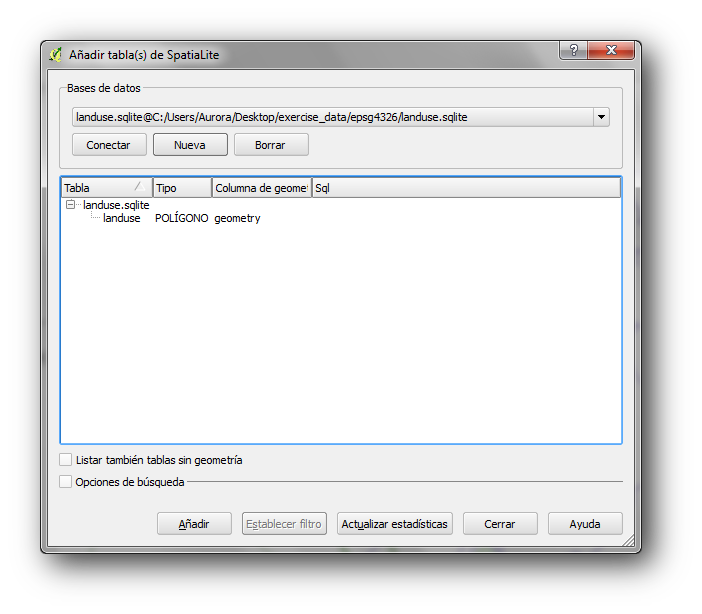 Añadir tabla(s) de SpatiaLite
Bases de datos
landuse.sqlite@C:/Users/Aurora/Desktop/exercise_data/epsg4326/landuse.sqlite
Conectar Nueva Borrar
Tabla Tipo Columna de geome Sql
landuse.sqlite
landuse POLÍGONO geometry
Listar también tablas sin geometría
Opciones de búsqueda
Añadir Establecer filtro Actualizar estadísticas Cerrar Ayuda